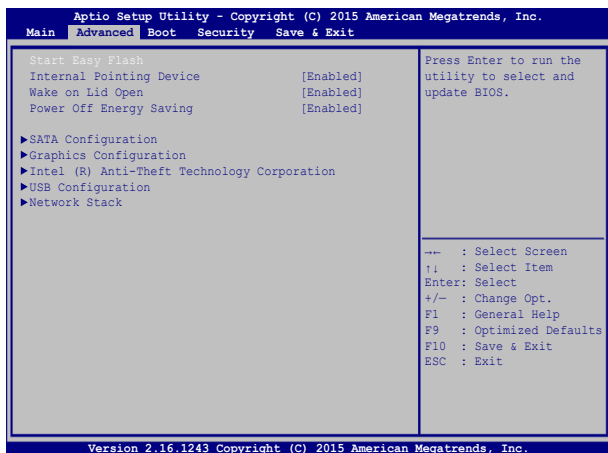 Aptio Setup Utility - Copyright (C) 2015 American Megatrends, Inc.
Main Advanced Boot Security Save & Exit
Start Easy Flash
Internal Pointing Device [Enabled]
Wake on Lid Open [Enabled]
Power Off Energy Saving [Enabled]
▶SATA Configuration
▶Graphics Configuration
▶Intel (R) Anti-Theft Technology Corporation
▶USB Configuration
▶Network Stack
Press Enter to run the
utility to select and
update BIOS.
→← : Select Screen
↑↓ : Select Item
Enter: Select
+/— : Change Opt.
F1 : General Help
F9 : Optimized Defaults
F10 : Save & Exit
ESC : Exit
Version 2.16.1243 Copyright (C) 2015 American Megatrends, Inc.